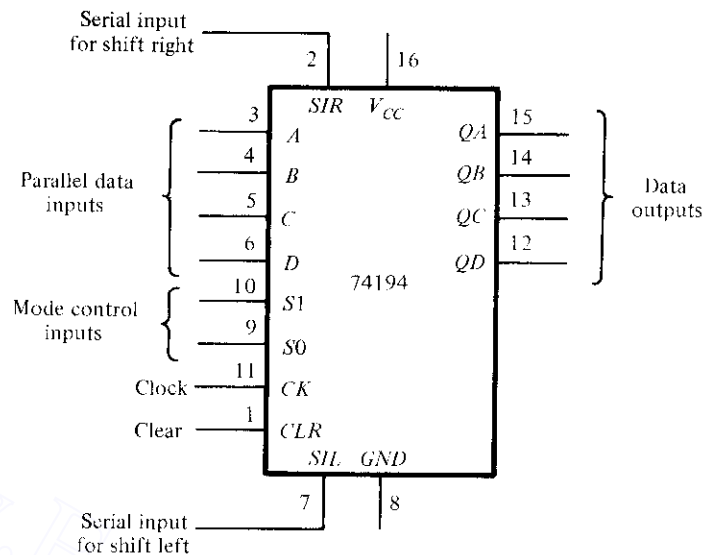 Serial input
for shift right
2
16
SIR
VCC
3
A
QA
15
4
B
QB
14
Parallel data
inputs
5
C
QC
13
Data
outputs
6
D
QD
12
10
S1
74194
Mode control
inputs
9
S0
Clock
11
CK
Clear
1
CLR
SIL
GND
7
8
Serial input
for shift left